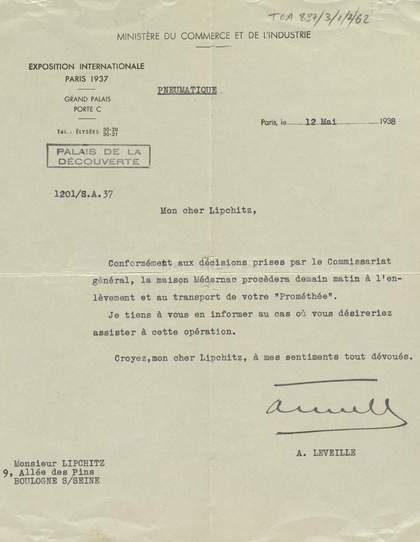 TGA 897/3/1/7/62
MINISTÈRE DU COMMERCE ET DE L'INDUSTRIE
EXPOSITION INTERNATIONALE
PARIS 1937
GRAND PALAIS
PORTE C
TEL.: ÉLYSÉES
PALAIS DE LA
DÉCOUVERTE
PNEUMATIQUE
Paris, le 12 Mai 1938
1201/S.A.37
Mon cher Lipchitz,
Conformément aux décisions prises par le Commissariat
général, la maison Médernac procèdera demain matin à l'en-
lèvement et au transport de votre "Prométhée".
Je tiens à vous en informer au cas où vous désireriez
assister à cette opération.
Croyez,mon cher Lipchitz, à mes sentiments tout dévoués.
A. LEVEILLE
Monsieur LIPCHITZ
9, Allée des Pins
BOULOGNE S/SEINE